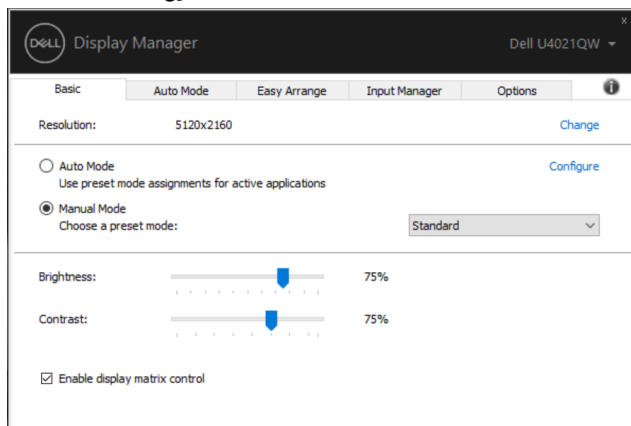 DELL Display Manager Dell U4021QW
x
Basic Auto Mode Easy Arrange Input Manager Options i
Resolution: 5120x2160 Change
Auto Mode Configure
Use preset mode assignments for active applications
Manual Mode
Choose a preset mode: Standard
Brightness: 75%
Contrast: 75%
Enable display matrix control